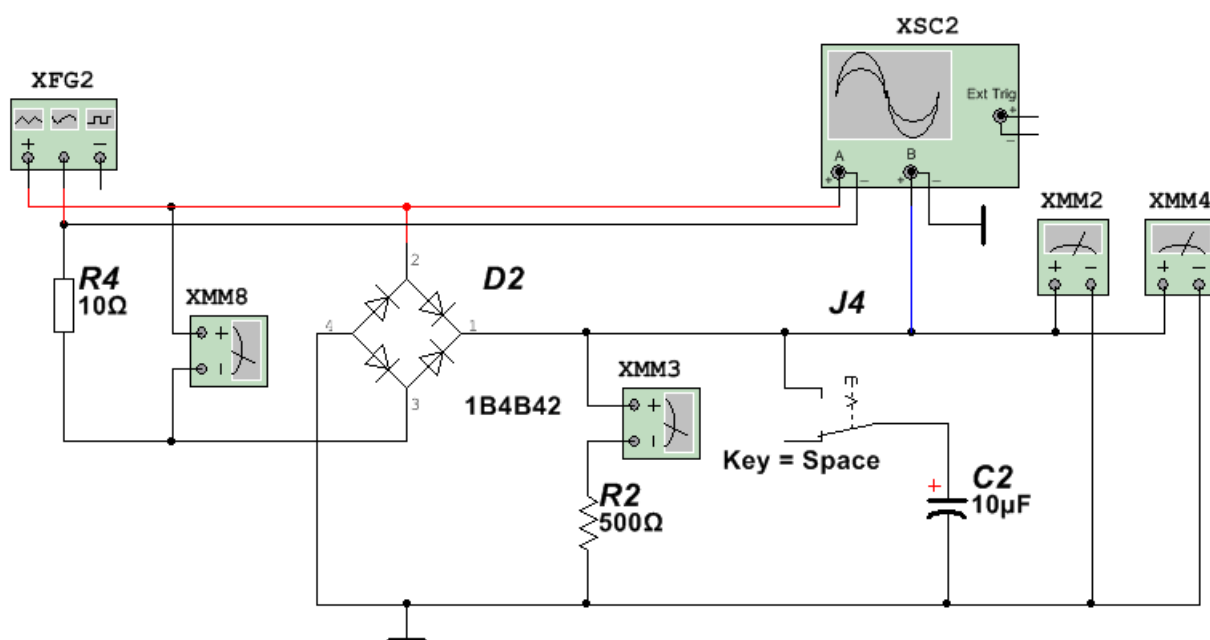 XSC2
XFG2
Ext Trig
+
−
+ −
A B
+ − + −
XMM2 XMM4
+ − + −
R4
10Ω
XMM8
+
−
2
4
1
3
D2
1B4B42
J4
XMM3
+
−
Key = Space
R2
500Ω
+
C2
10µF